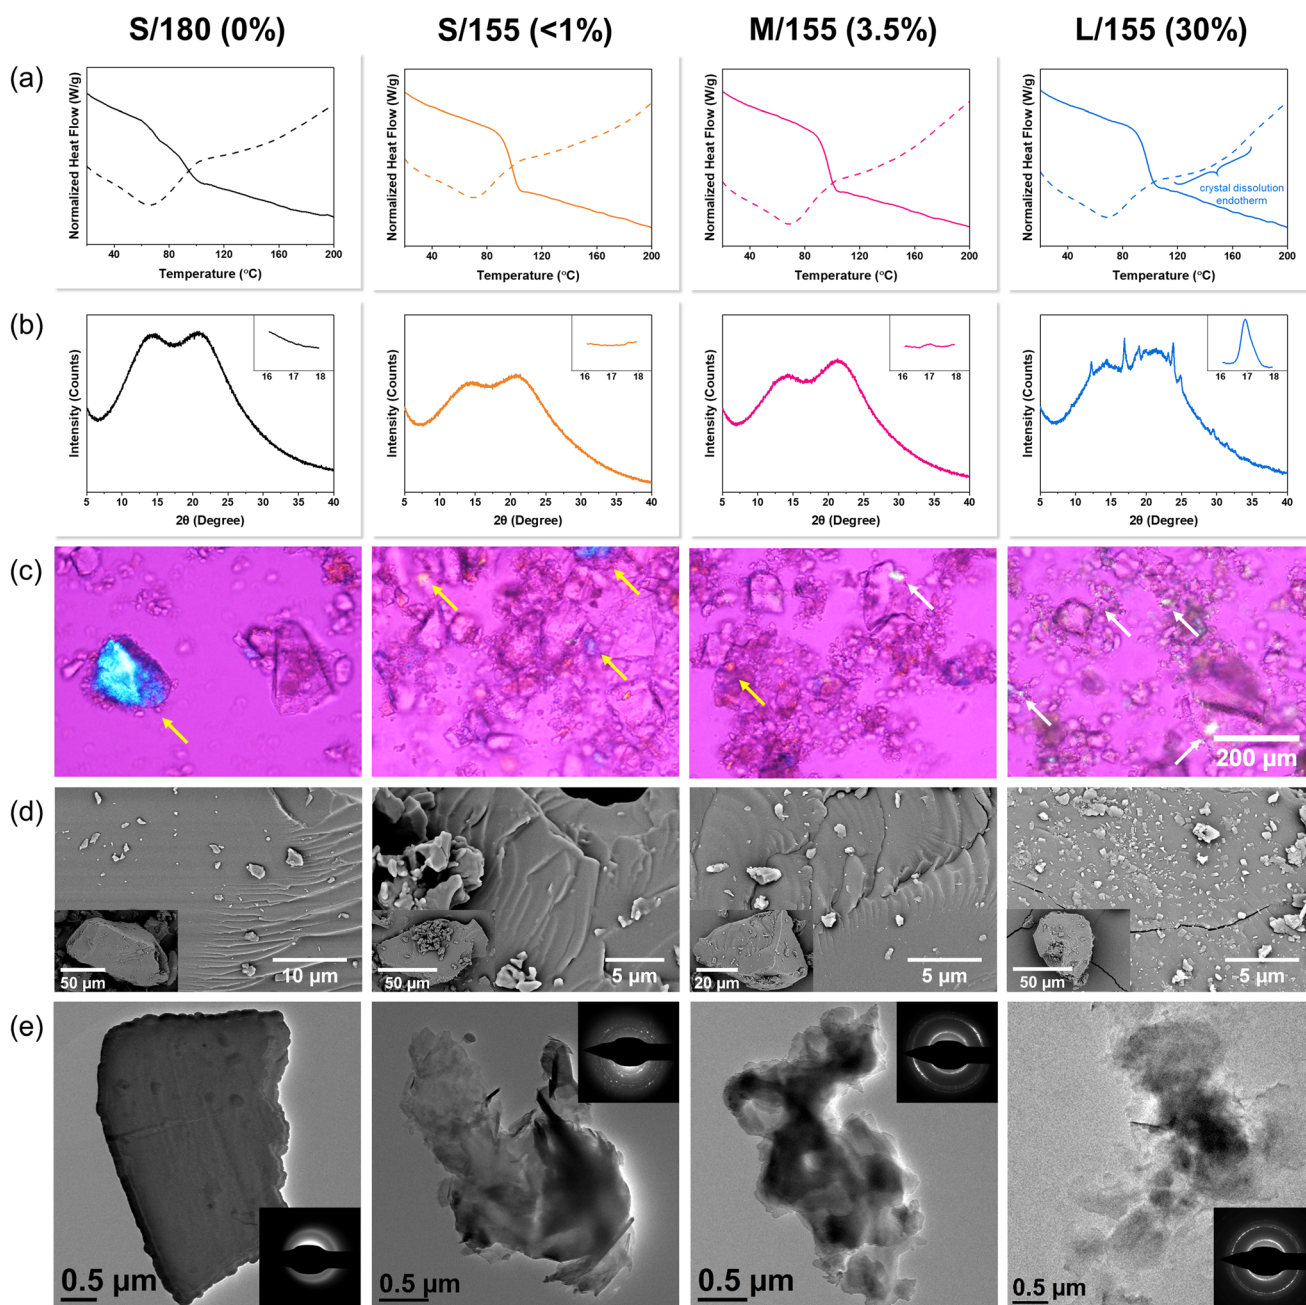 S/180 (0%) S/155 (<1%) M/155 (3.5%) L/155 (30%)
(a)
Normalized Heat Flow (W/g) Normalized Heat Flow (W/g) Normalized Heat Flow (W/g) Normalized Heat Flow (W/g)
crystal dissolution
endotherm
40 80 120 160 200 40 80 120 160 200 40 80 120 160 200 40 80 120 160 200
Temperature (°C) Temperature (°C) Temperature (°C) Temperature (°C)
(b)
Intensity (Counts) Intensity (Counts) Intensity (Counts) Intensity (Counts)
16 17 18 16 17 18 16 17 18 16 17 18
5 10 15 20 25 30 35 40 5 10 15 20 25 30 35 40 5 10 15 20 25 30 35 40 5 10 15 20 25 30 35 40
2θ (Degree) 2θ (Degree) 2θ (Degree) 2θ (Degree)
(c)
200 µm
(d)
50 µm 10 µm 50 µm 5 µm 20 µm 5 µm 50 µm 5 µm
(e)
0.5 µm 0.5 µm 0.5 µm 0.5 µm